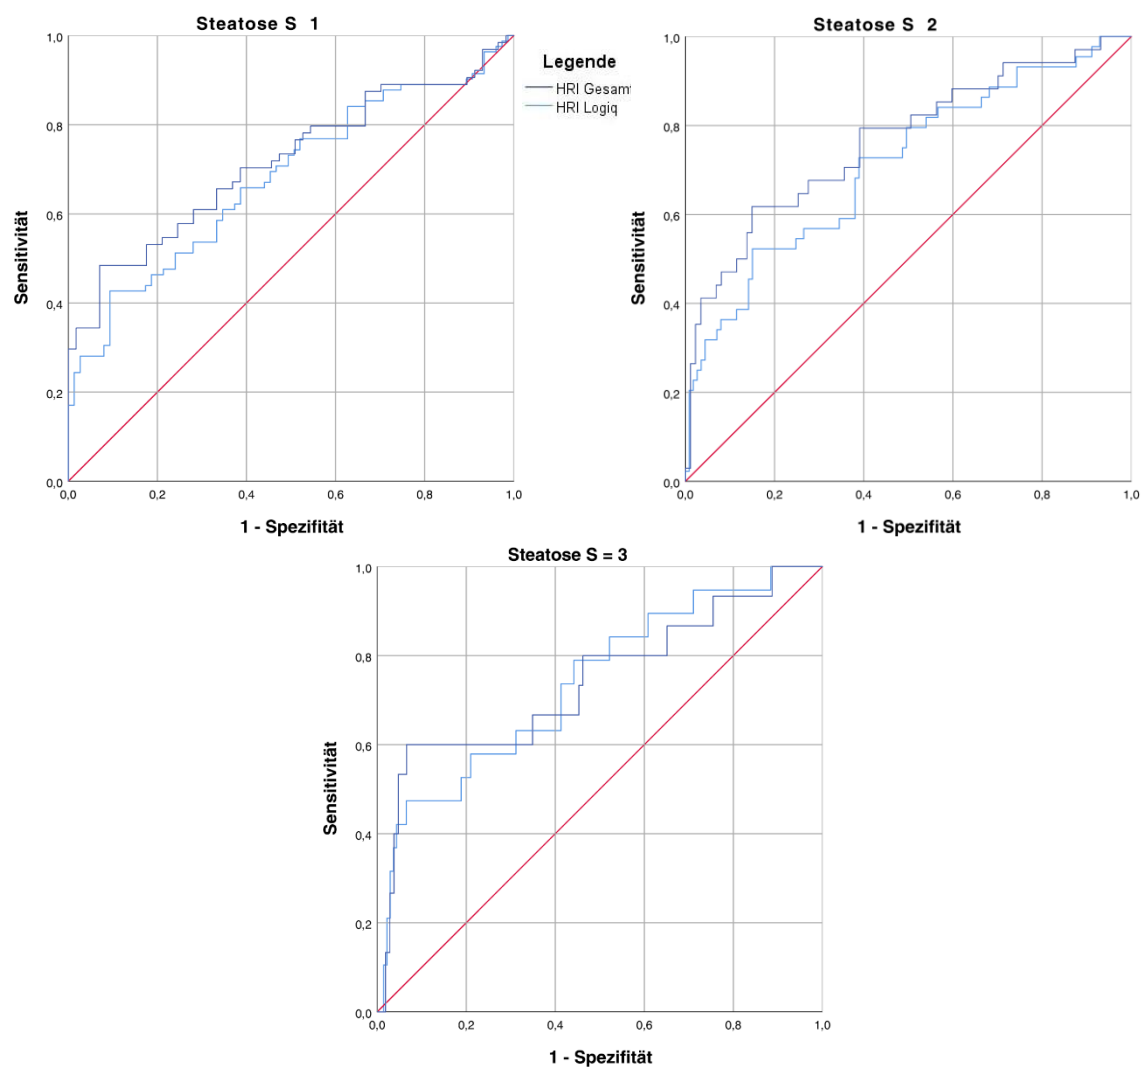 Steatose S 1
1,0
0,8
0,6
0,4
0,2
0,0
Sensitivität
0,0 0,2 0,4 0,6 0,8 1,0
1 - Spezifität
Legende
HRI Gesamt
HRI Logiq
Steatose S 2
1,0
0,8
0,6
0,4
0,2
0,0
Sensitivität
0,0 0,2 0,4 0,6 0,8 1,0
1 - Spezifität
Steatose S = 3
1,0
0,8
0,6
0,4
0,2
0,0
Sensitivität
0,0 0,2 0,4 0,6 0,8 1,0
1 - Spezifität